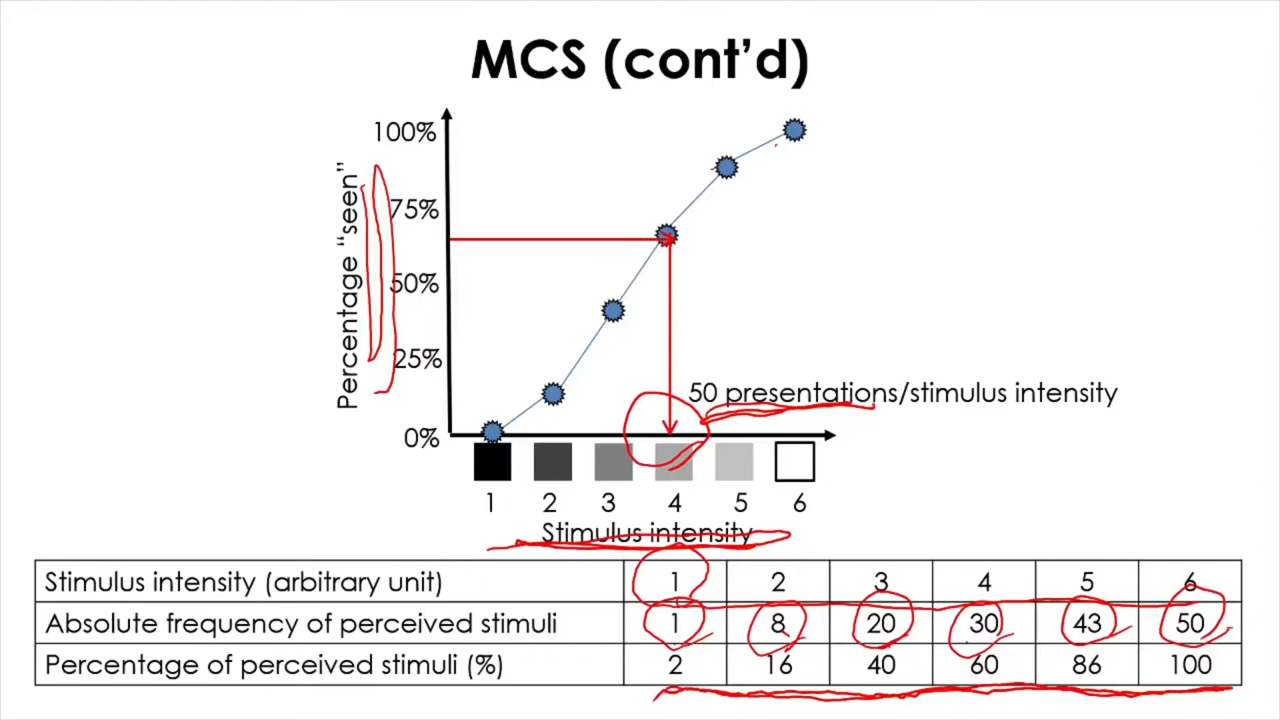 MCS (cont’d)
100%
75%
50%
25%
0%
Percentage “seen”
50 presentations/stimulus intensity
1 2 3 4 5 6
Stimulus intensity
Stimulus intensity (arbitrary unit) 1 2 3 4 5 6
Absolute frequency of perceived stimuli 1 8 20 30 43 50
Percentage of perceived stimuli (%) 2 16 40 60 86 100